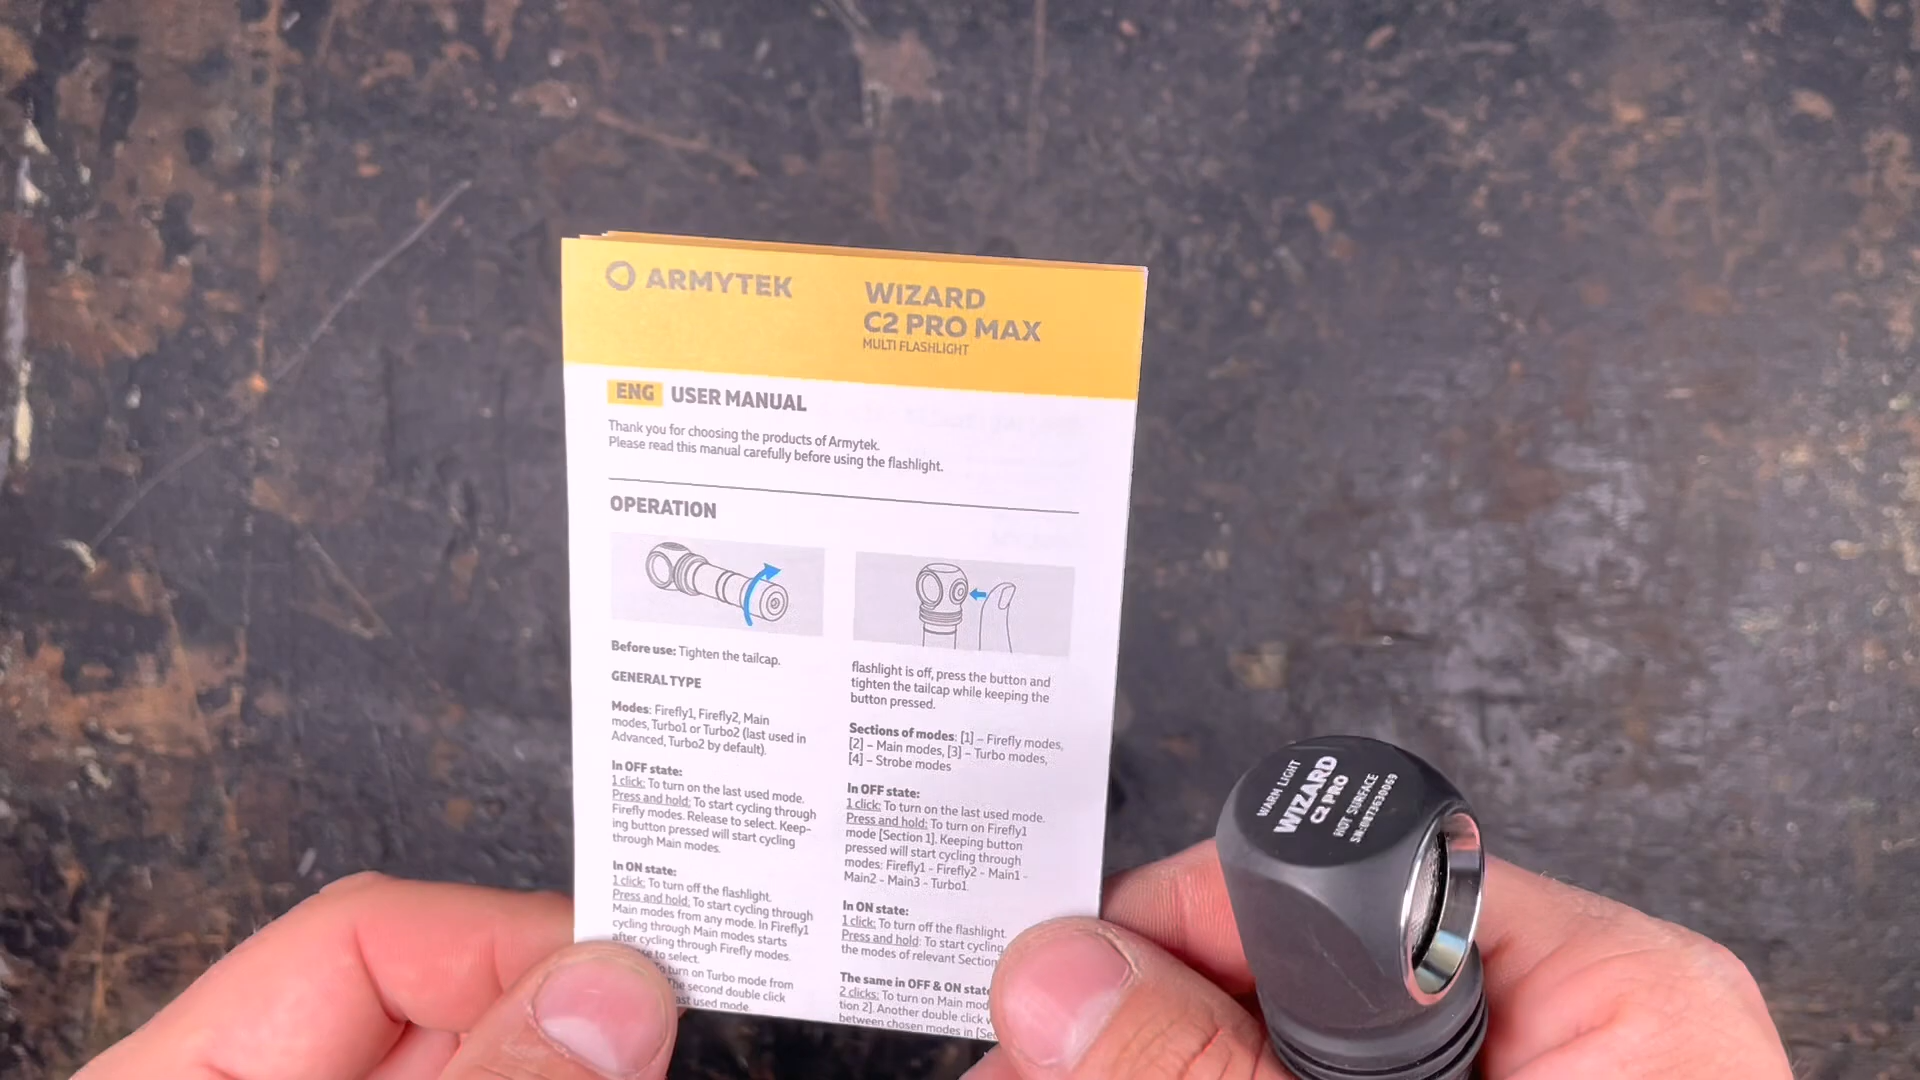 ARMYTEK
WIZARD
C2 PRO MAX
MULTI FLASHLIGHT
ENG USER MANUAL
Thank you for choosing the products of Armytek.
Please read this manual carefully before using the flashlight.
OPERATION
Before use: Tighten the tailcap.
GENERAL TYPE
Modes: Firefly1, Firefly2, Main
modes, Turbo1 or Turbo2 (last used in
Advanced, Turbo2 by default).
In OFF state:
1 click: To turn on the last used mode.
Press and hold: To start cycling through
Firefly modes. Release to select. Keep-
ing button pressed will start cycling
through Main modes.
In ON state:
1 click: To turn off the flashlight.
Press and hold: To start cycling through
Main modes from any mode. In Firefly1
cycling through Main modes starts
after cycling through Firefly modes.
to select.
turn on Turbo mode from
he second double click
ast used mode.
flashlight is off, press the button and
tighten the tailcap while keeping the
button pressed.
Sections of modes: [1] – Firefly modes,
[2] – Main modes, [3] – Turbo modes,
[4] – Strobe modes
In OFF state:
1 click: To turn on the last used mode.
Press and hold: To turn on Firefly1
mode [Section 1]. Keeping button
pressed will start cycling through
modes: Firefly1 - Firefly2 - Main1 -
Main2 - Main3 - Turbo1.
In ON state:
1 click: To turn off the flashlight.
Press and hold: To start cycling
the modes of relevant Section
The same in OFF & ON state
2 clicks: To turn on Main mod
tion 2]. Another double click
between chosen modes in [Sec
WARM LIGHT
WIZARD
C2 PRO
HOT SURFACE